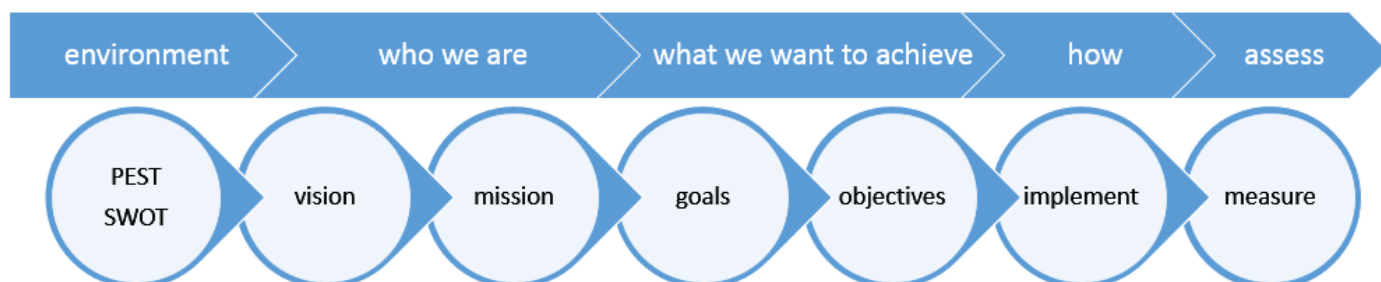 environment who we are what we want to achieve how assess
PEST
SWOT
vision mission goals objectives implement measure